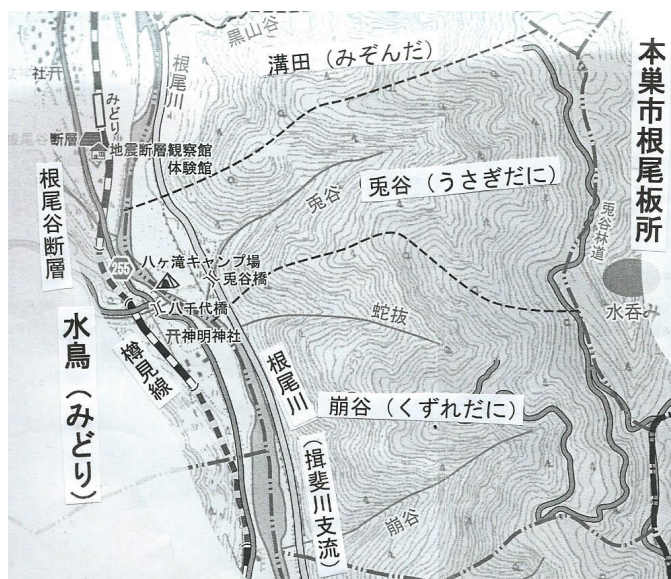 黒山谷
溝田(みぞんだ)
本巣市根尾板所
社
みどり
根尾川
断層
地震断層観察館
体験館
兎谷
兎谷(うさぎだに)
兎谷林道
根尾谷断層
255
八ヶ滝キャンプ場
兎谷橋
八千代橋
神明神社
蛇抜
水呑み
水鳥(みどり)
樽見線
根尾川
(揖斐川支流)
崩谷(くずれだに)
崩谷